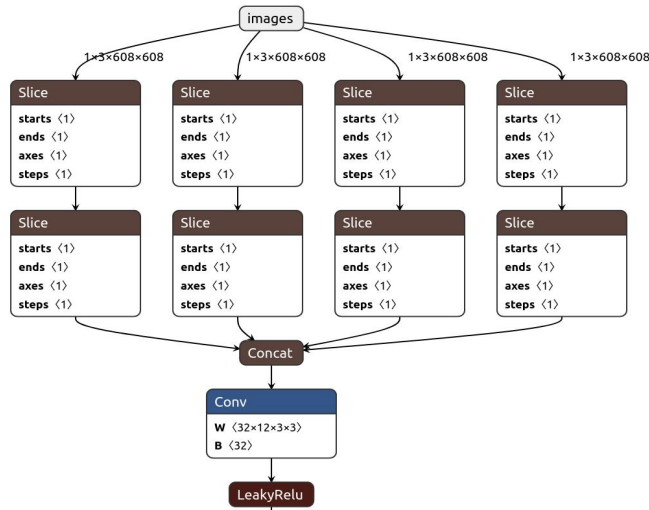 images
1×3×608×608 1×3×608×608 1×3×608×608 1×3×608×608
Slice Slice Slice Slice
starts 〈1〉 starts 〈1〉 starts 〈1〉 starts 〈1〉
ends 〈1〉 ends 〈1〉 ends 〈1〉 ends 〈1〉
axes 〈1〉 axes 〈1〉 axes 〈1〉 axes 〈1〉
steps 〈1〉 steps 〈1〉 steps 〈1〉 steps 〈1〉
Slice Slice Slice Slice
starts 〈1〉 starts 〈1〉 starts 〈1〉 starts 〈1〉
ends 〈1〉 ends 〈1〉 ends 〈1〉 ends 〈1〉
axes 〈1〉 axes 〈1〉 axes 〈1〉 axes 〈1〉
steps 〈1〉 steps 〈1〉 steps 〈1〉 steps 〈1〉
Concat
Conv
W 〈32×12×3×3〉
B 〈32〉
LeakyRelu